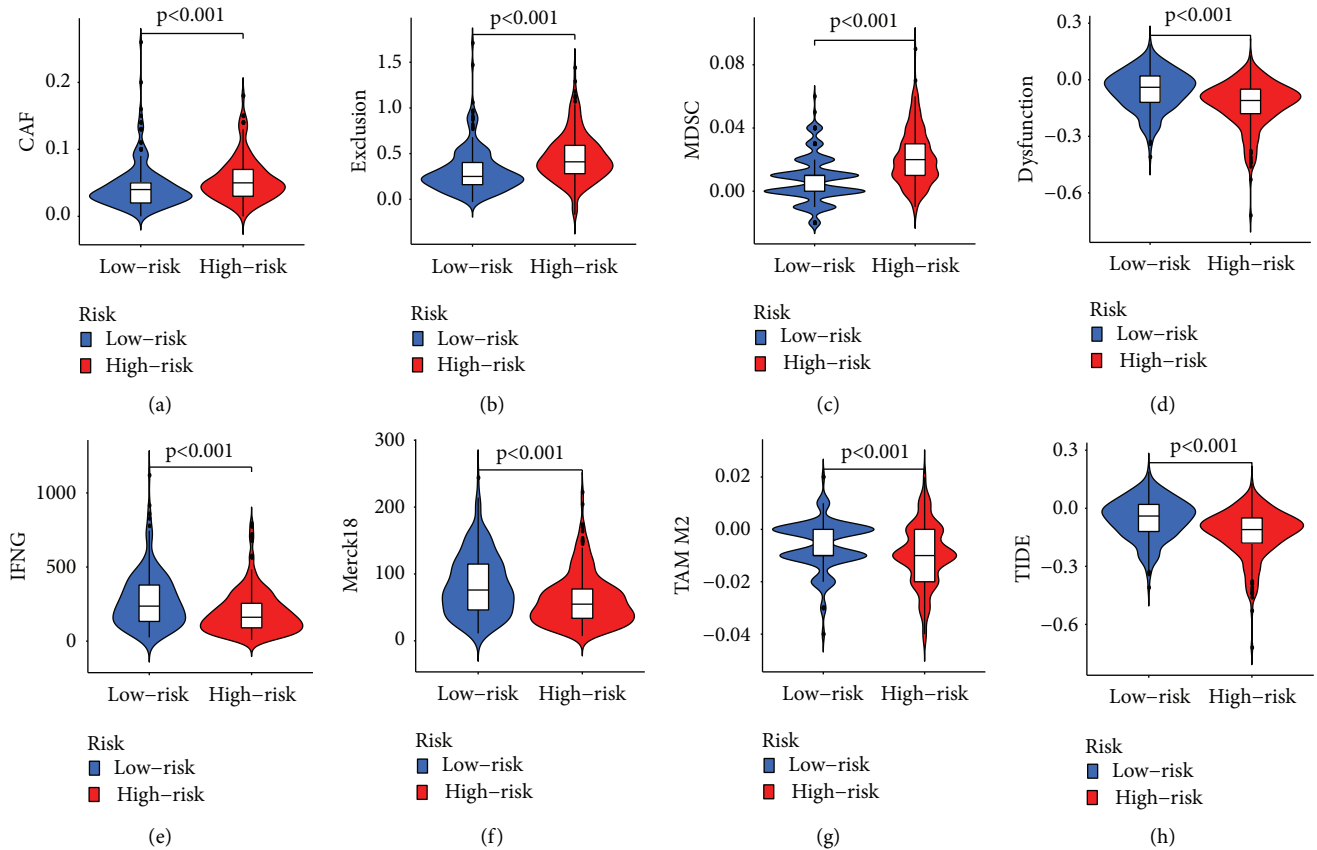 p<0.001
0.2
0.1
0.0
CAF
Low−risk High−risk
Risk
Low−risk
High−risk
(a)
p<0.001
1.5
1.0
0.5
0.0
Exclusion
Low−risk High−risk
Risk
Low−risk
High−risk
(b)
p<0.001
0.08
0.04
0.00
MDSC
Low−risk High−risk
Risk
Low−risk
High−risk
(c)
p<0.001
0.3
0.0
−0.3
−0.6
Dysfunction
Low−risk High−risk
Risk
Low−risk
High−risk
(d)
p<0.001
1000
500
0
IFNG
Low−risk High−risk
Risk
Low−risk
High−risk
(e)
p<0.001
300
200
100
0
Merck18
Low−risk High−risk
Risk
Low−risk
High−risk
(f)
p<0.001
0.02
0.00
−0.02
−0.04
TAM M2
Low−risk High−risk
Risk
Low−risk
High−risk
(g)
p<0.001
0.3
0.0
−0.3
−0.6
TIDE
Low−risk High−risk
Risk
Low−risk
High−risk
(h)